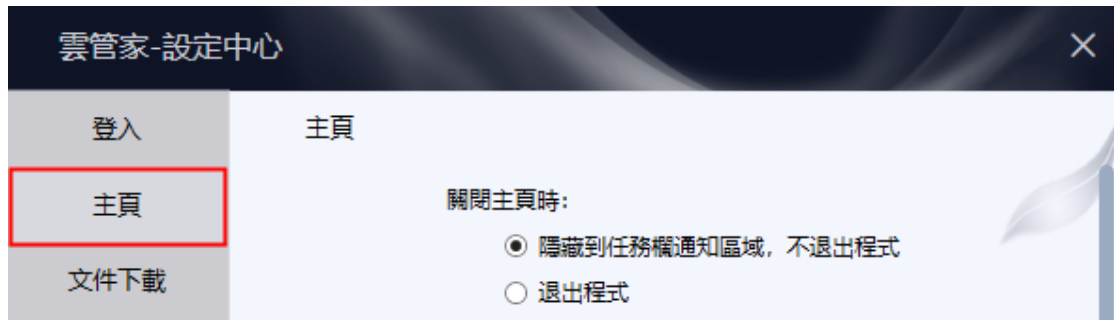 雲管家-設定中心
登入
主頁
文件下載
主頁
關閉主頁時:
隱藏到任務欄通知區域, 不退出程式
退出程式